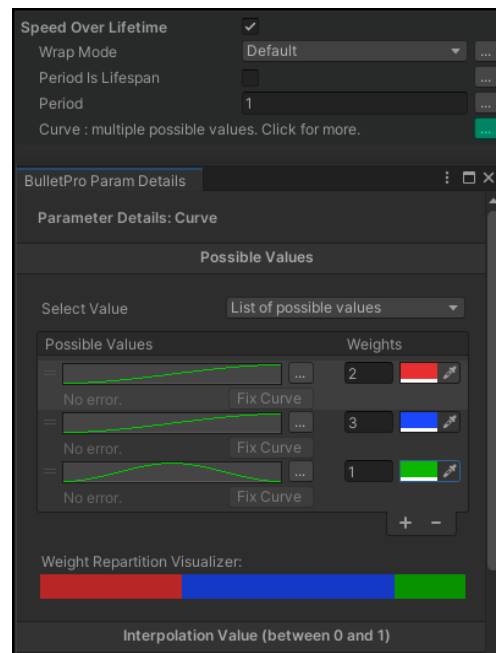 Speed Over Lifetime
Wrap Mode Default ...
Period Is Lifespan ...
Period 1 ...
Curve : multiple possible values. Click for more. ...
BulletPro Param Details
Parameter Details: Curve
Possible Values
Select Value List of possible values
Possible Values Weights
... 2
No error. Fix Curve
... 3
No error. Fix Curve
... 1
No error. Fix Curve
+ -
Weight Repartition Visualizer:
Interpolation Value (between 0 and 1)